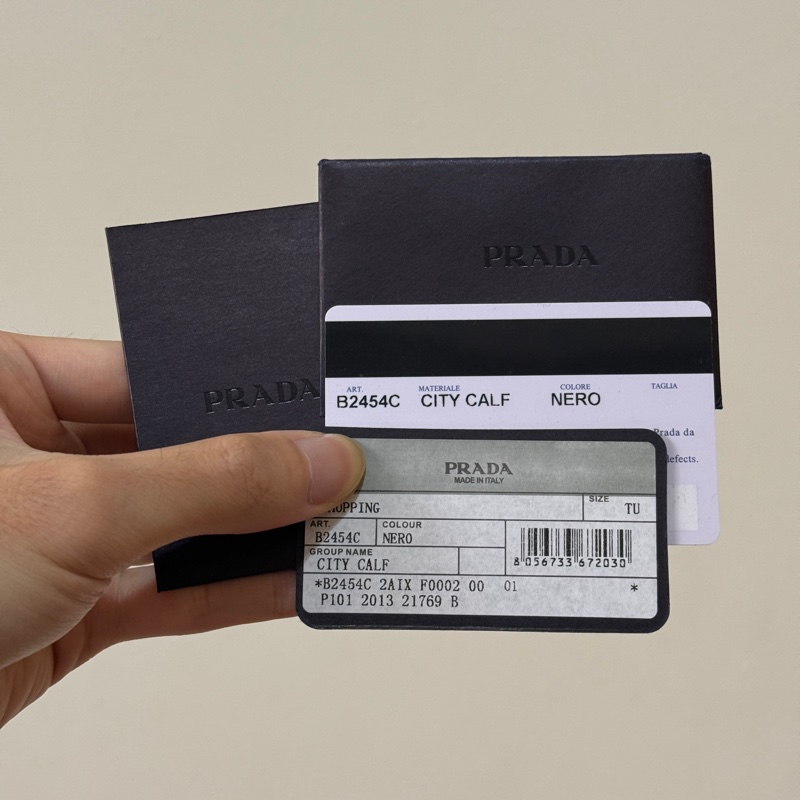 PRADA
PRADA
ART. MATERIALE COLORE TAGLIA
B2454C CITY CALF NERO
Prada da
defects.
PRADA
MADE IN ITALY
HOPPING
SIZE
TU
ART. COLOUR
B2454C NERO
GROUP NAME
CITY CALF
8 056733 672030
*B2454C 2AIX F0002 00 01 *
P101 2013 21769 B